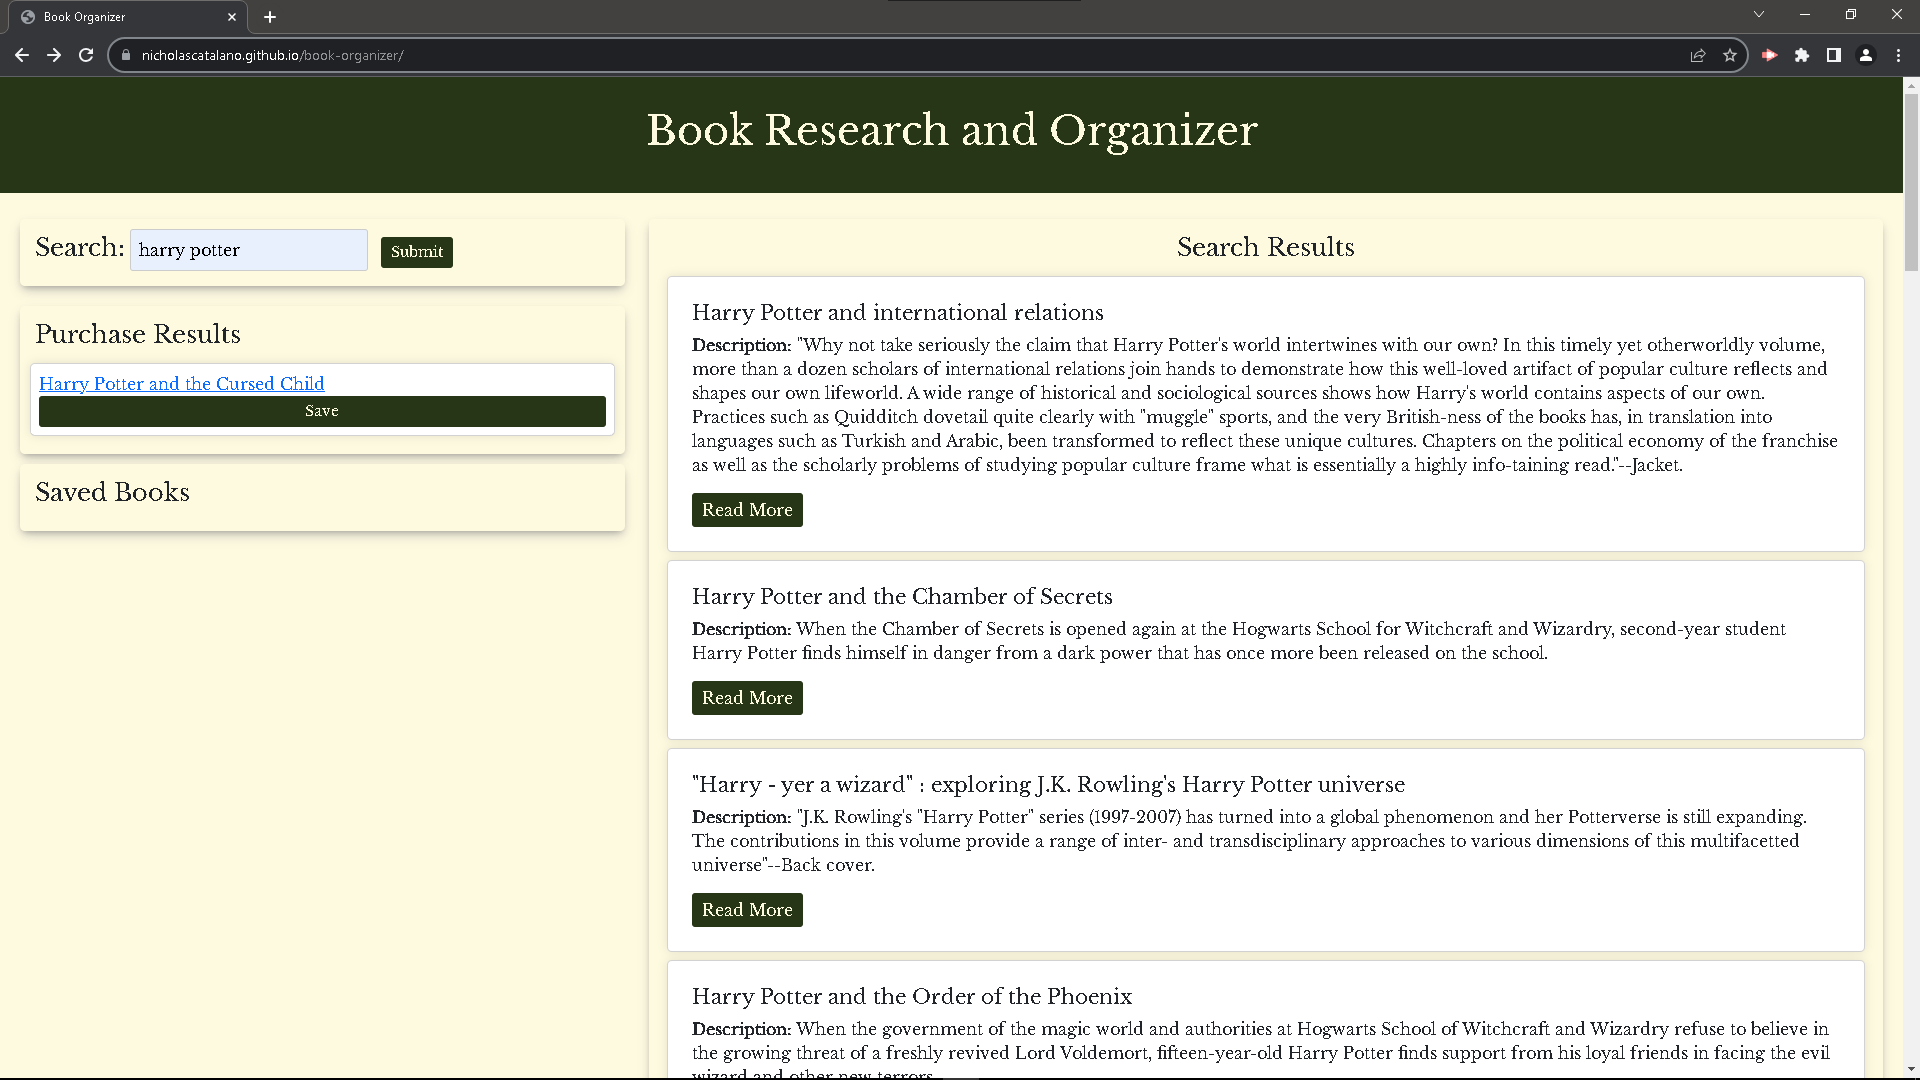 Book Organizer
nicholascatalano.github.io/book-organizer/
Book Research and Organizer
Search: harry potter Submit
Purchase Results
Harry Potter and the Cursed Child
Save
Saved Books
Search Results
Harry Potter and international relations
Description: "Why not take seriously the claim that Harry Potter's world intertwines with our own? In this timely yet otherworldly volume,
more than a dozen scholars of international relations join hands to demonstrate how this well-loved artifact of popular culture reflects and
shapes our own lifeworld. A wide range of historical and sociological sources shows how Harry's world contains aspects of our own.
Practices such as Quidditch dovetail quite clearly with "muggle" sports, and the very British-ness of the books has, in translation into
languages such as Turkish and Arabic, been transformed to reflect these unique cultures. Chapters on the political economy of the franchise
as well as the scholarly problems of studying popular culture frame what is essentially a highly info-taining read."--Jacket.
Read More
Harry Potter and the Chamber of Secrets
Description: When the Chamber of Secrets is opened again at the Hogwarts School for Witchcraft and Wizardry, second-year student
Harry Potter finds himself in danger from a dark power that has once more been released on the school.
Read More
"Harry - yer a wizard" : exploring J.K. Rowling's Harry Potter universe
Description: "J.K. Rowling's "Harry Potter" series (1997-2007) has turned into a global phenomenon and her Potterverse is still expanding.
The contributions in this volume provide a range of inter- and transdisciplinary approaches to various dimensions of this multifacetted
universe"--Back cover.
Read More
Harry Potter and the Order of the Phoenix
Description: When the government of the magic world and authorities at Hogwarts School of Witchcraft and Wizardry refuse to believe in
the growing threat of a freshly revived Lord Voldemort, fifteen-year-old Harry Potter finds support from his loyal friends in facing the evil
wizard and other new terrors.